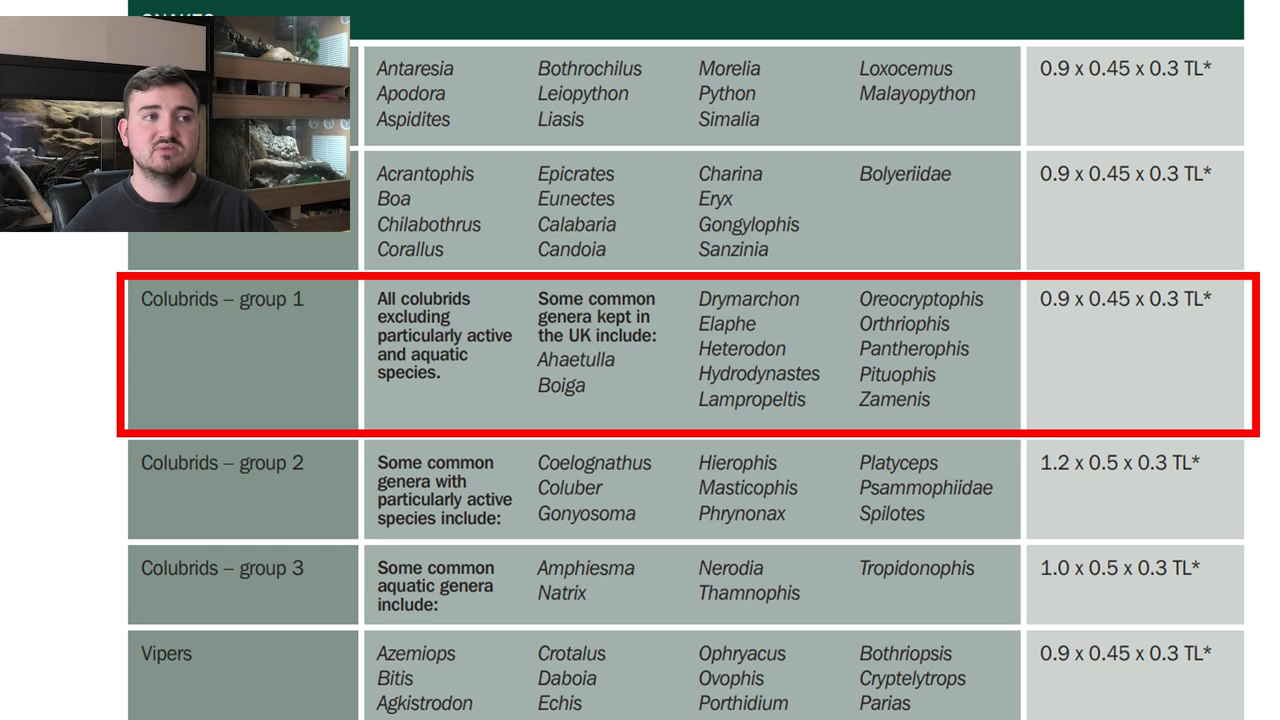 Antaresia Bothrochilus Morelia Loxocemus 0.9 x 0.45 x 0.3 TL*
Apodora Leiopython Python Malayopython
Aspidites Liasis Simalia
Acrantophis Epicrates Charina Bolyeriidae 0.9 x 0.45 x 0.3 TL*
Boa Eunectes Eryx
Chilabothrus Calabaria Gongylophis
Corallus Candoia Sanzinia
Colubrids – group 1
All colubrids
excluding
particularly active
and aquatic
species.
Some common
genera kept in
the UK include:
Ahaetulla
Boiga
Drymarchon
Elaphe
Heterodon
Hydrodynastes
Lampropeltis
Oreocryptophis
Orthriophis
Pantherophis
Pituophis
Zamenis
0.9 x 0.45 x 0.3 TL*
Colubrids – group 2
Some common
genera with
particularly active
species include:
Coelognathus
Coluber
Gonyosoma
Hierophis
Masticophis
Phrynonax
Platyceps
Psammophiidae
Spilotes
1.2 x 0.5 x 0.3 TL*
Colubrids – group 3
Some common
aquatic genera
include:
Amphiesma
Natrix
Nerodia
Thamnophis
Tropidonophis
1.0 x 0.5 x 0.3 TL*
Vipers
Azemiops
Bitis
Agkistrodon
Crotalus
Daboia
Echis
Ophryacus
Ovophis
Porthidium
Bothriopsis
Cryptelytrops
Parias
0.9 x 0.45 x 0.3 TL*